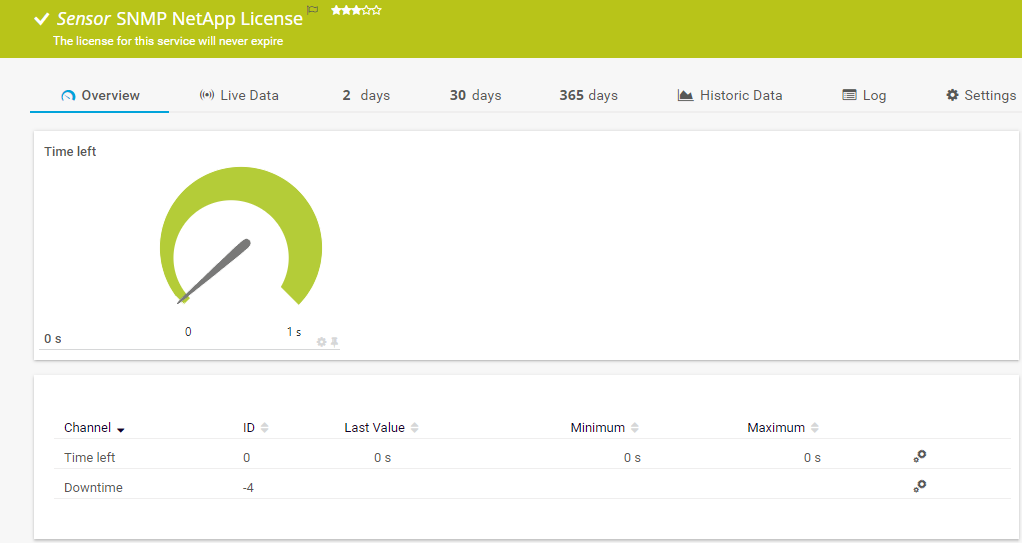 Sensor SNMP NetApp License
The license for this service will never expire
Overview Live Data 2 days 30 days 365 days Historic Data Log Settings
Time left
0 1 s
0 s
Channel ID Last Value Minimum Maximum
Time left 0 0 s 0 s 0 s
Downtime -4